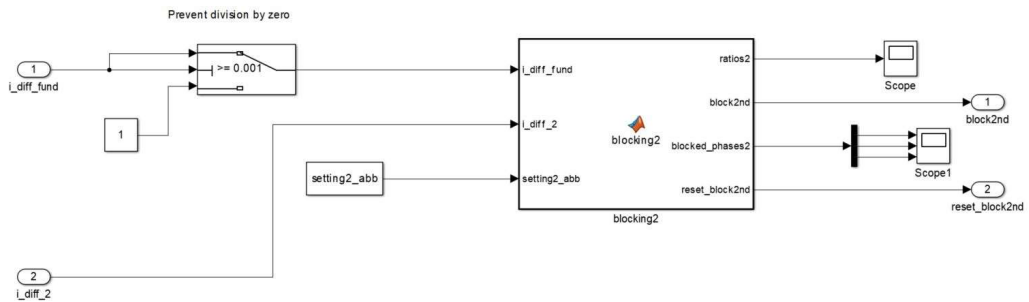 Prevent division by zero
1
i_diff_fund
>= 0.001
1
i_diff_fund
i_diff_2
setting2_abb
setting2_abb
blocking2
ratios2
block2nd
blocked_phases2
reset_block2nd
blocking2
Scope
1
block2nd
Scope1
2
reset_block2nd
2
i_diff_2